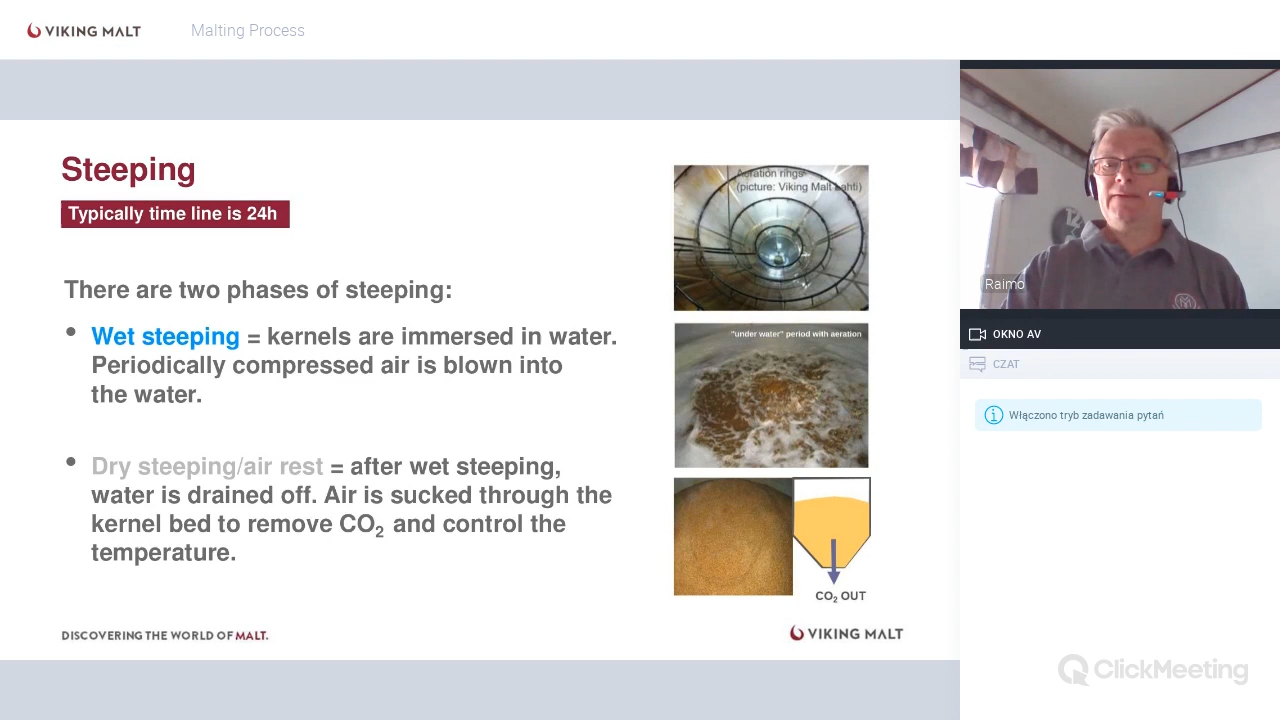 VIKING MALT
Malting Process
Steeping
Typically time line is 24h
There are two phases of steeping:
• Wet steeping = kernels are immersed in water.
Periodically compressed air is blown into
the water.
• Dry steeping/air rest = after wet steeping,
water is drained off. Air is sucked through the
kernel bed to remove CO₂ and control the
temperature.
Aeration rings
(picture: Viking Malt Lahti)
"under water" period with aeration
CO₂ OUT
DISCOVERING THE WORLD OF MALT.
VIKING MALT
Raimo
OKNO AV
CZAT
Włączono tryb zadawania pytań
ClickMeeting